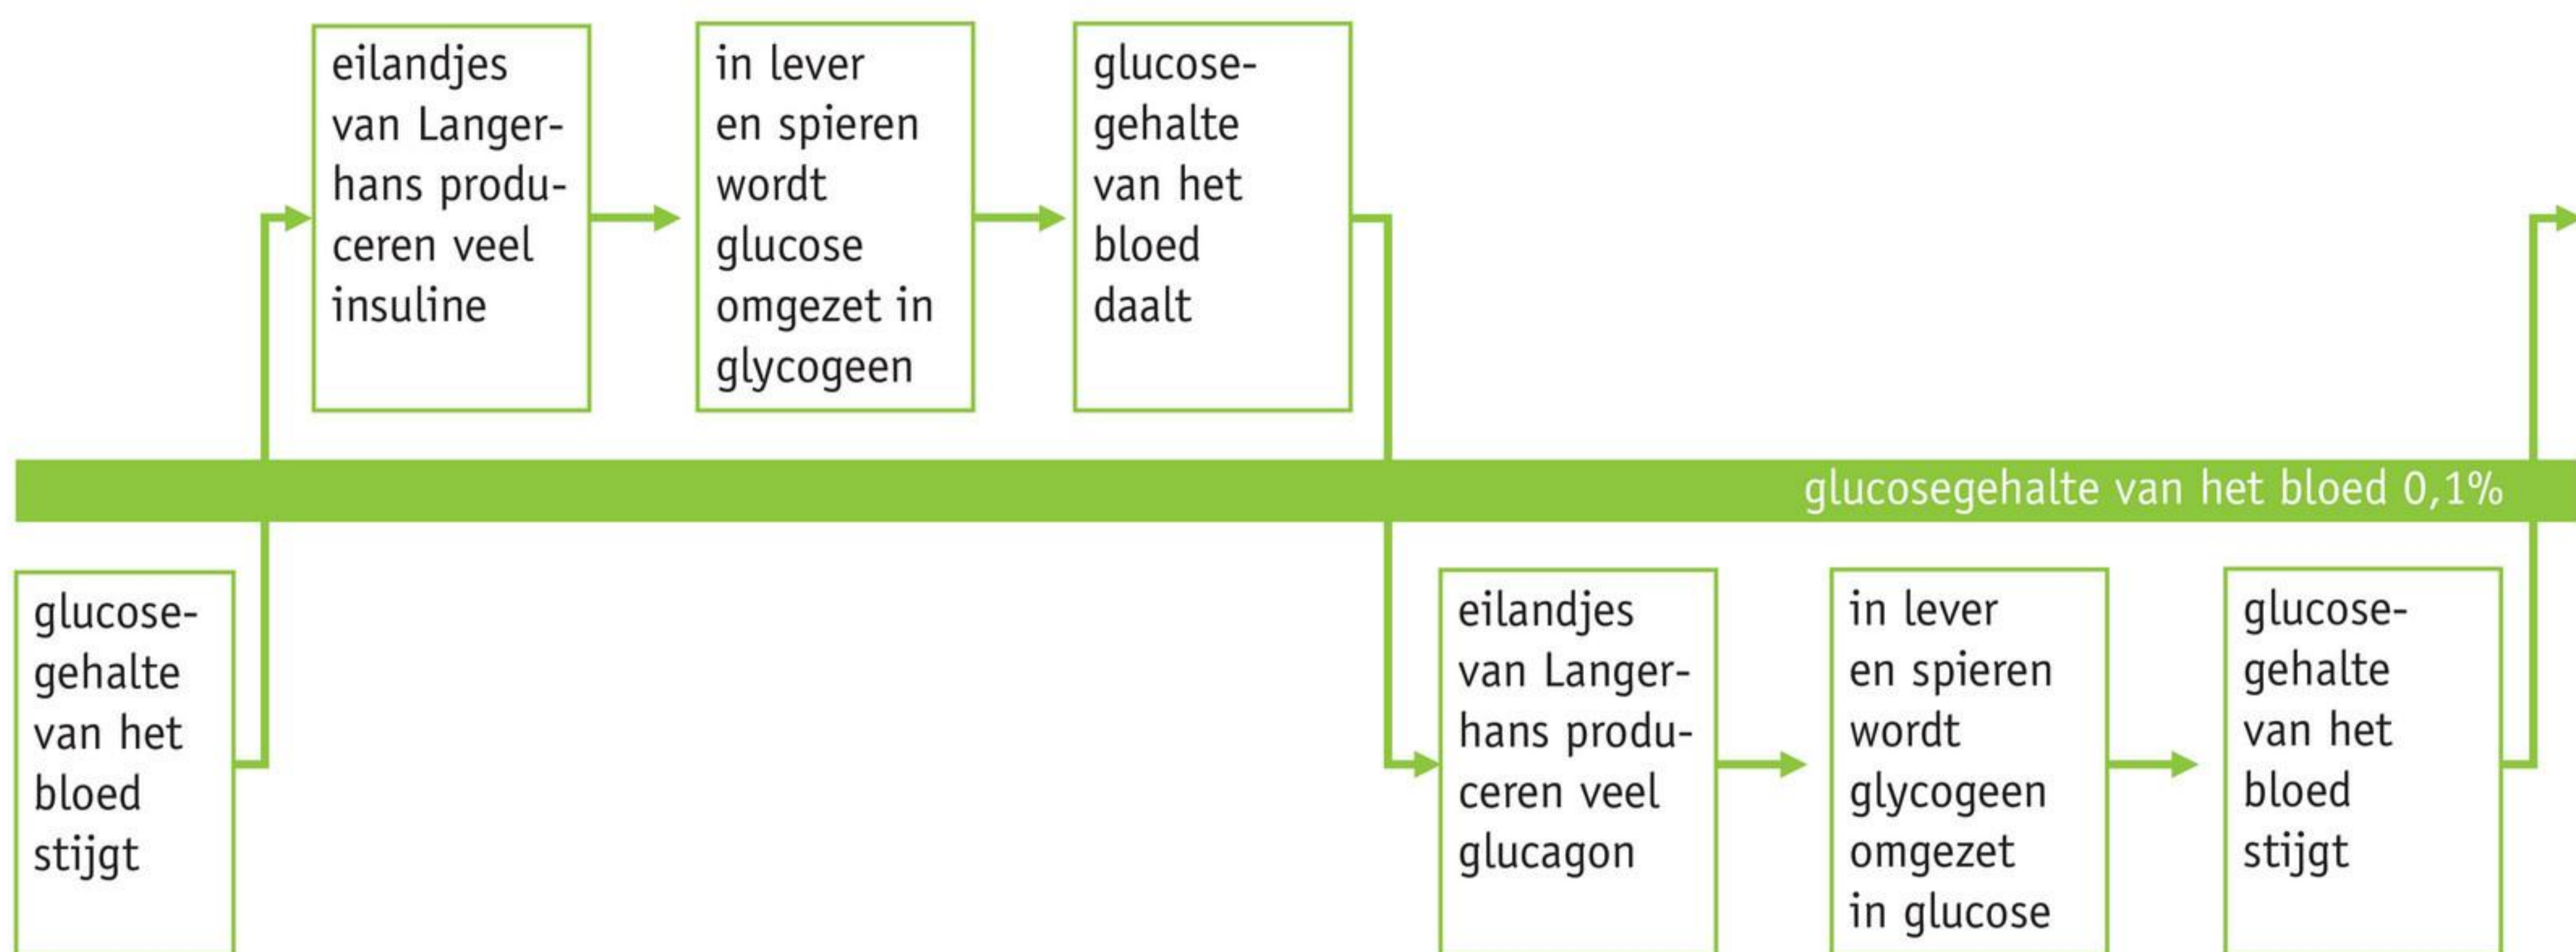 eilandjes
van Langer-
hans produ-
ceren veel
insuline
in lever
en spieren
wordt
glucose
omgezet in
glycogeen
glucose-
gehalte
van het
bloed
daalt
glucosegehalte van het bloed 0,1%
glucose-
gehalte
van het
bloed
stijgt
eilandjes
van Langer-
hans produ-
ceren veel
glucagon
in lever
en spieren
wordt
glycogeen
omgezet
in glucose
glucose-
gehalte
van het
bloed
stijgt